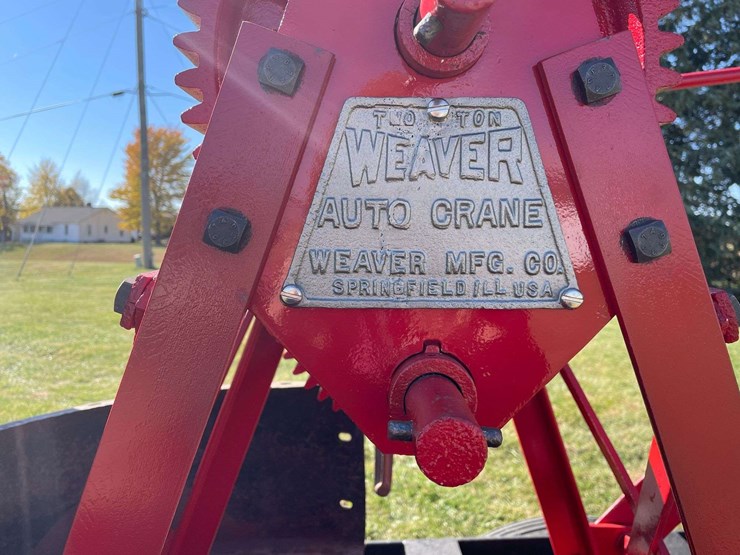 TWO TON
WEAVER
AUTO CRANE
WEAVER MFG. CO.
SPRINGFIELD ILL USA